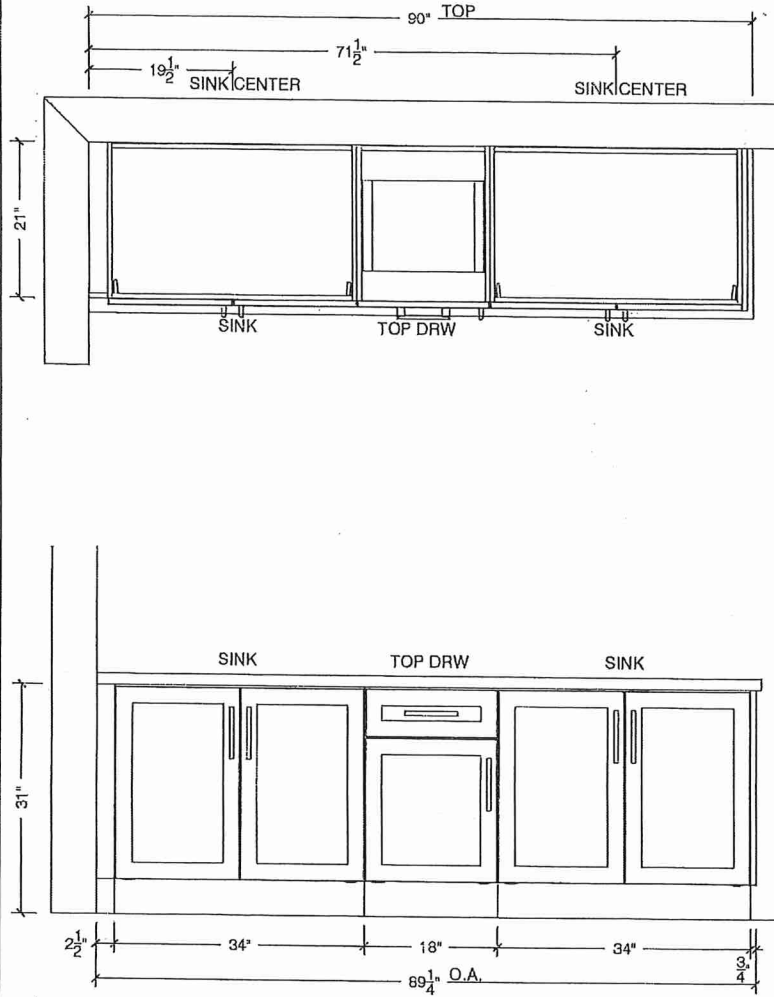 90" TOP
71 1/2"
19 1/2"
SINK CENTER
SINK CENTER
21"
SINK
TOP DRW
SINK
SINK
TOP DRW
SINK
31"
2 1/2"
34"
18"
34"
3/4"
89 1/4" O.A.